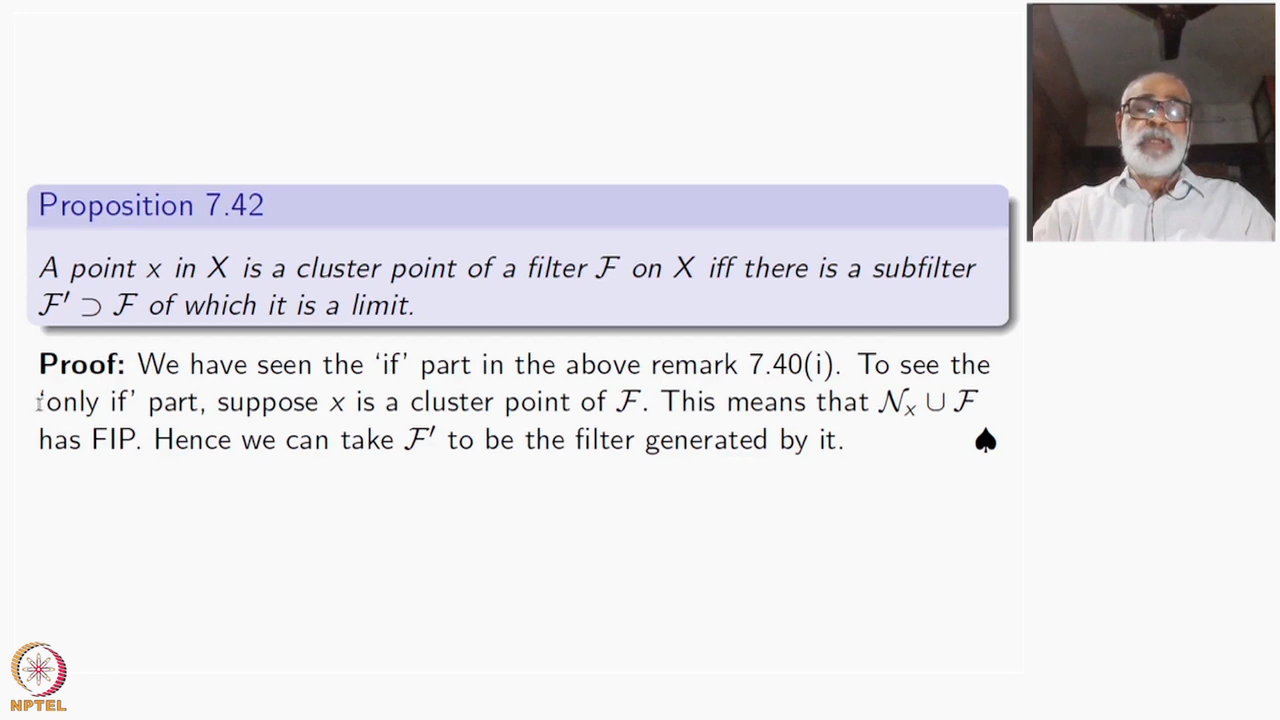 Proposition 7.42
A point x in X is a cluster point of a filter ℱ on X iff there is a subfilter
ℱ′ ⊃ ℱ of which it is a limit.
Proof: We have seen the ‘if’ part in the above remark 7.40(i). To see the
‘only if’ part, suppose x is a cluster point of ℱ. This means that 𝒩ₓ ∪ ℱ
has FIP. Hence we can take ℱ′ to be the filter generated by it. ♠
NPTEL